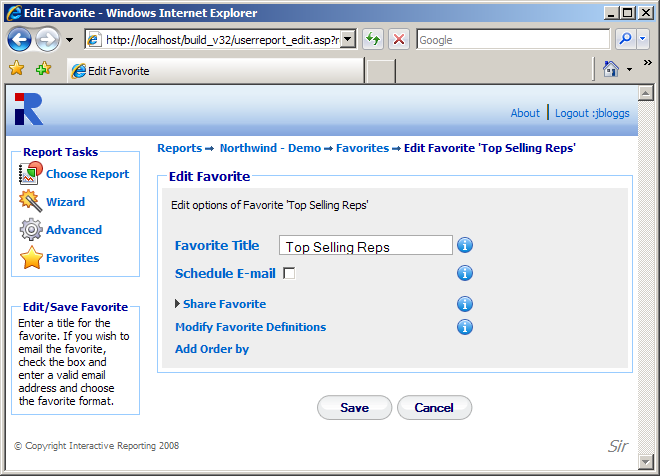 Edit Favorite - Windows Internet Explorer
http://localhost/build_v32/userreport_edit.asp?r
Google
Edit Favorite
»
iR
About | Logout :jbloggs
Reports → Northwind - Demo → Favorites → Edit Favorite 'Top Selling Reps'
Report Tasks
Choose Report
Wizard
Advanced
Favorites
Edit/Save Favorite
Enter a title for the
favorite. If you wish to
email the favorite,
check the box and
enter a valid email
address and choose
the favorite format.
Edit Favorite
Edit options of Favorite 'Top Selling Reps'
Favorite Title Top Selling Reps
Schedule E-mail
Share Favorite
Modify Favorite Definitions
Add Order by
Save Cancel
© Copyright Interactive Reporting 2008
Sir